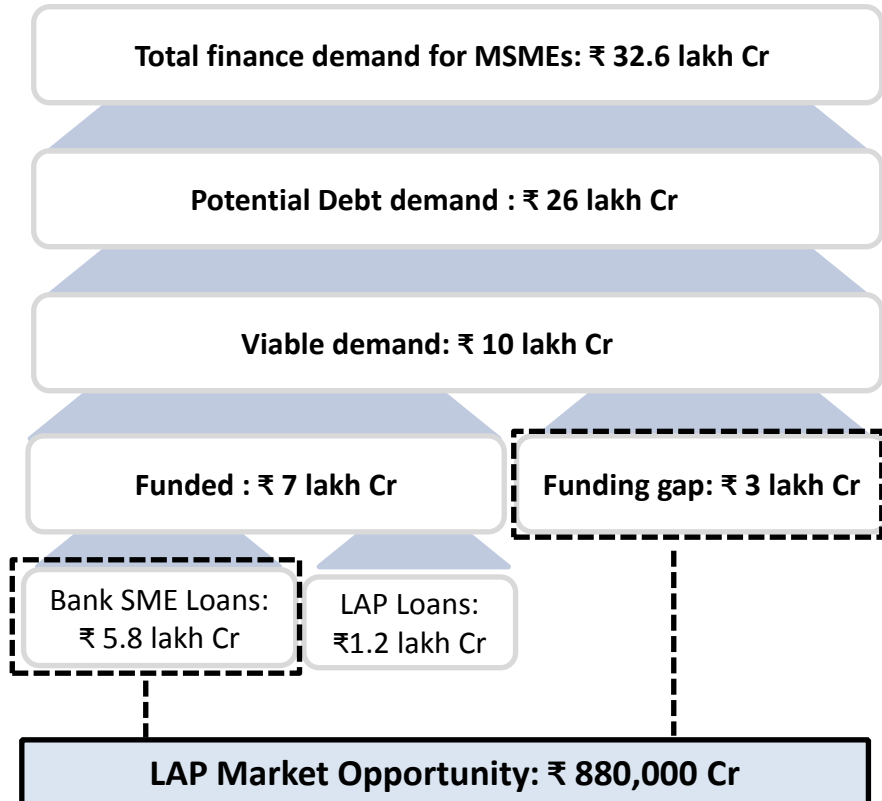 Total finance demand for MSMEs: ₹ 32.6 lakh Cr
Potential Debt demand : ₹ 26 lakh Cr
Viable demand: ₹ 10 lakh Cr
Funded : ₹ 7 lakh Cr
Funding gap: ₹ 3 lakh Cr
Bank SME Loans:
₹ 5.8 lakh Cr
LAP Loans:
₹1.2 lakh Cr
LAP Market Opportunity: ₹ 880,000 Cr